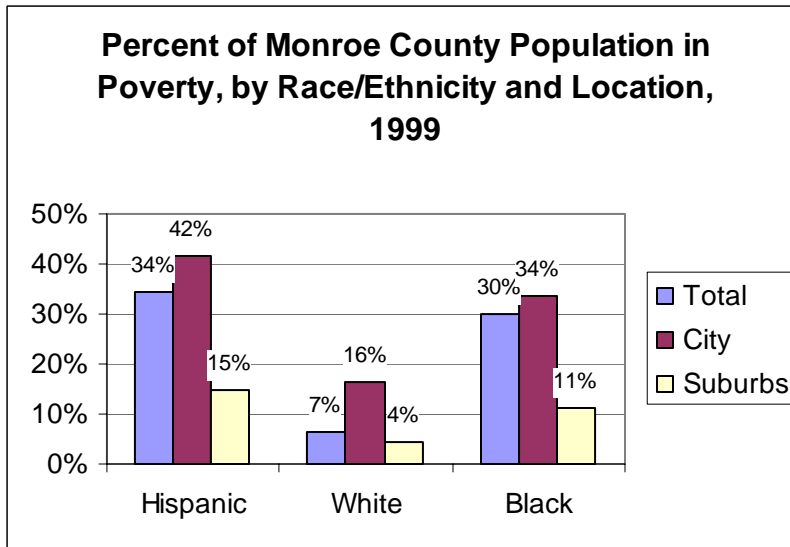 Percent of Monroe County Population in
Poverty, by Race/Ethnicity and Location,
1999
50%
40%
30%
20%
10%
0%
34%
42%
15%
7%
16%
4%
30%
34%
11%
Hispanic
White
Black
Total
City
Suburbs